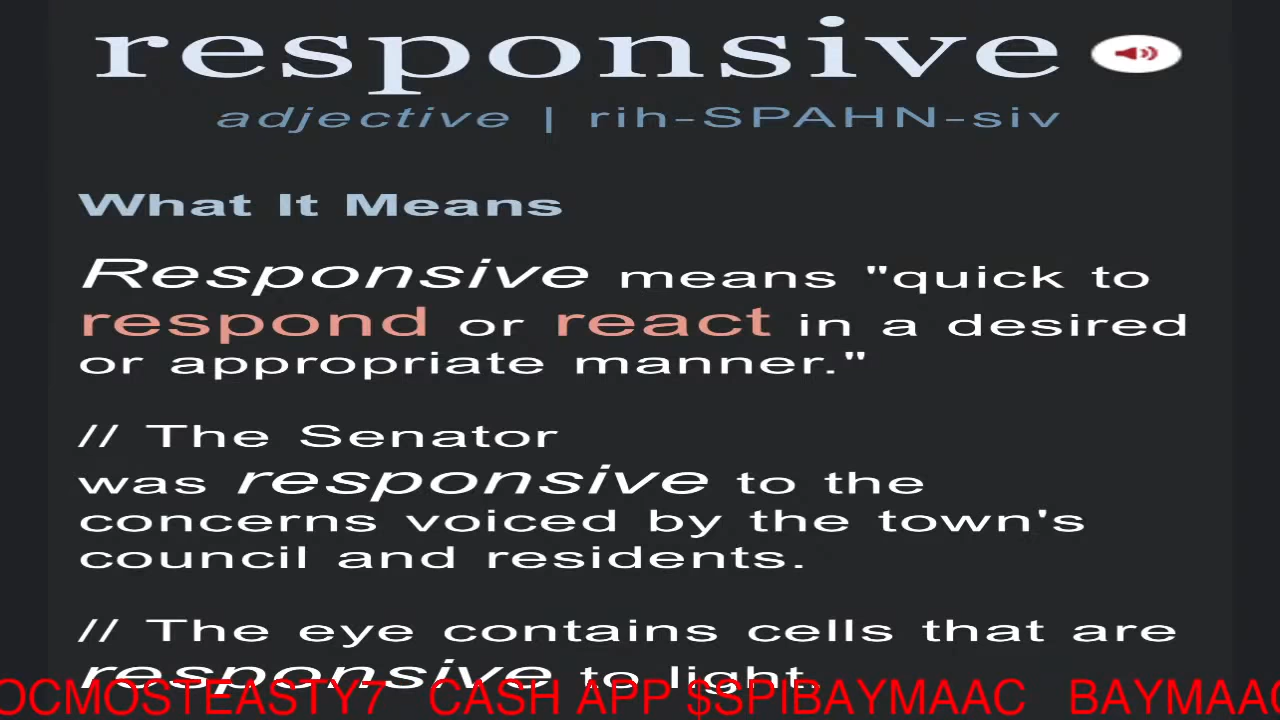 responsive
adjective | rih-SPAHN-siv
What It Means
Responsive means "quick to
respond or react in a desired
or appropriate manner."
// The Senator
was responsive to the
concerns voiced by the town's
council and residents.
// The eye contains cells that are
responsive to light.
OCMOSTEASTY7 CASH APP $SPIBAYMAAC BAYMAAC